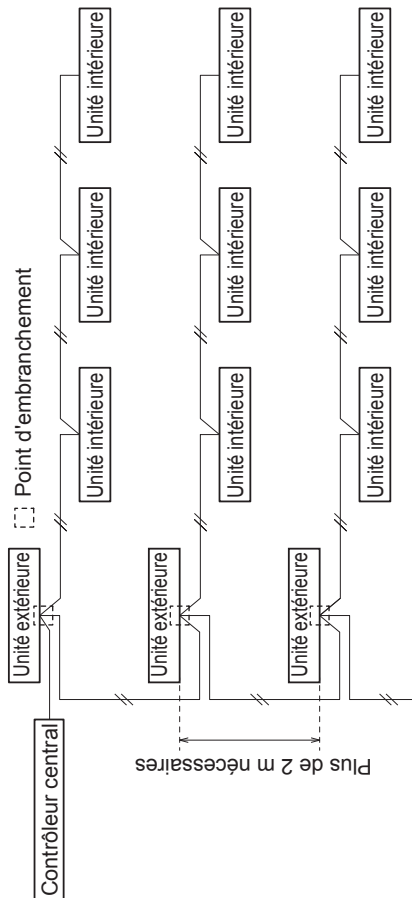 Point d'embranchement
Contrôleur central
Unité extérieure
Unité intérieure
Unité intérieure
Unité intérieure
Unité extérieure
Unité intérieure
Unité intérieure
Unité intérieure
Unité extérieure
Unité intérieure
Unité intérieure
Unité intérieure
Plus de 2 m nécessaires